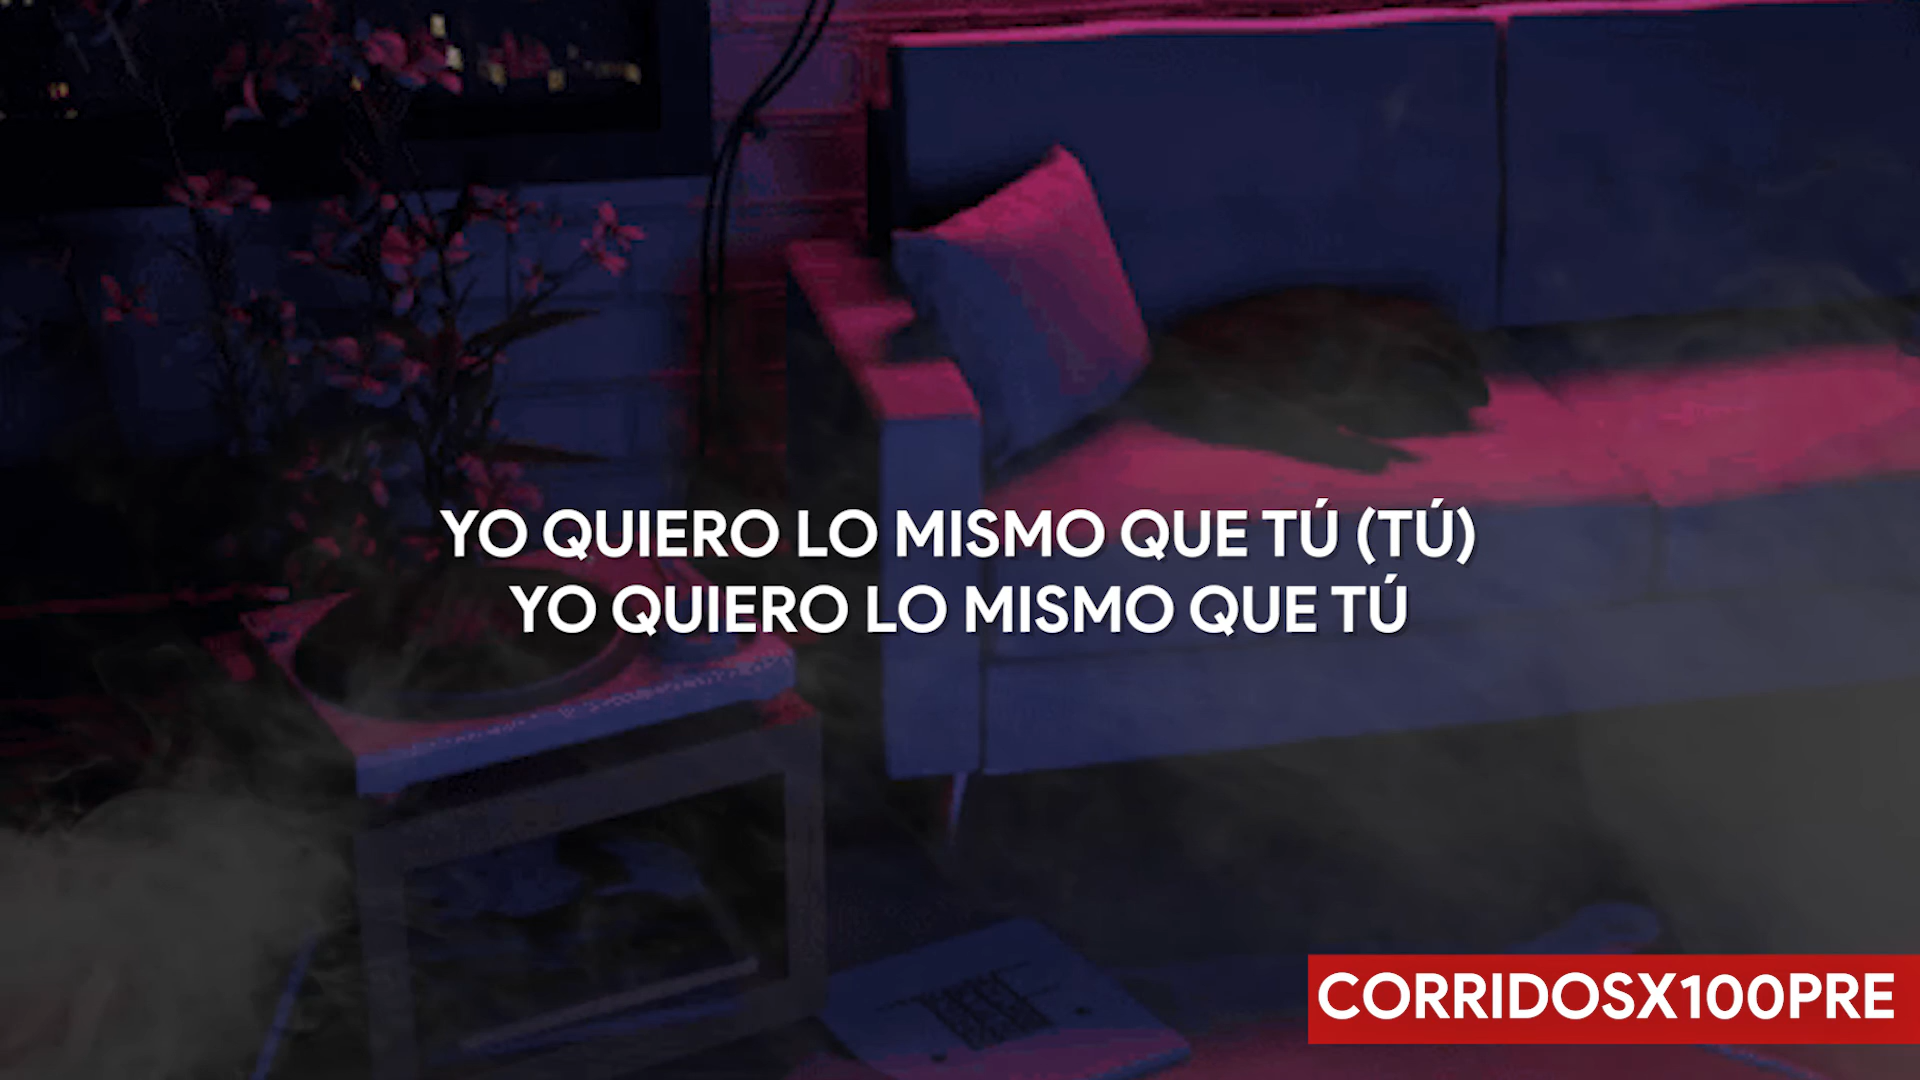 YO QUIERO LO MISMO QUE TÚ (TÚ)
YO QUIERO LO MISMO QUE TÚ
CORRIDOSX100PRE